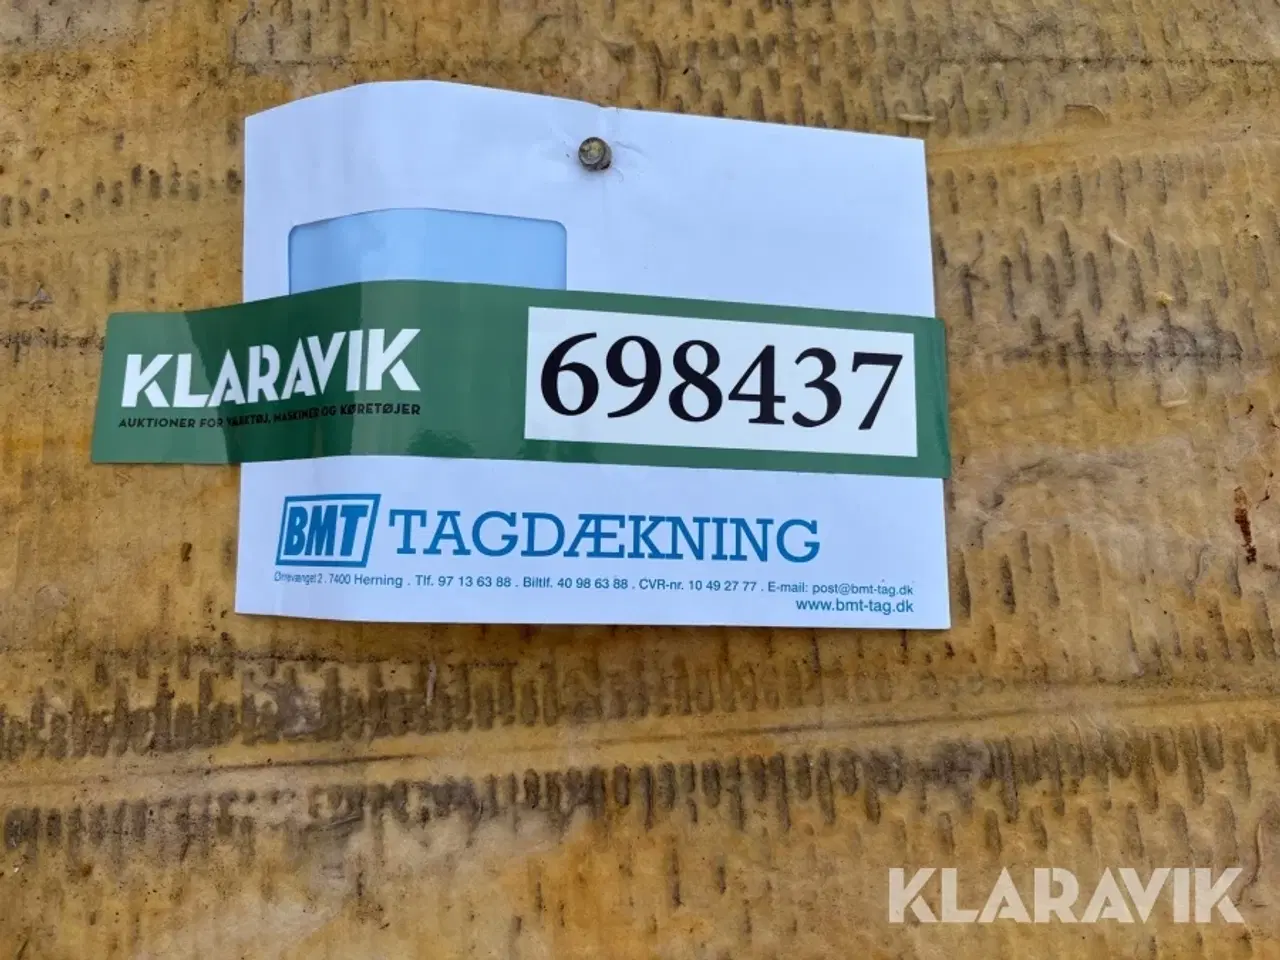 KLARAVIK
AUKTIONER FOR VÆRKTØJ, MASKINER OG KØRETØJER
698437
BMT TAGDÆKNING
2 . 7400 Herning . Tlf. 97 13 63 88 . Biltlf. 40 98 63 88 . CVR-nr. 10 49 27 77 . E-mail: post@bmt-tag.dk
www.bmt-tag.dk
KLARAVIK